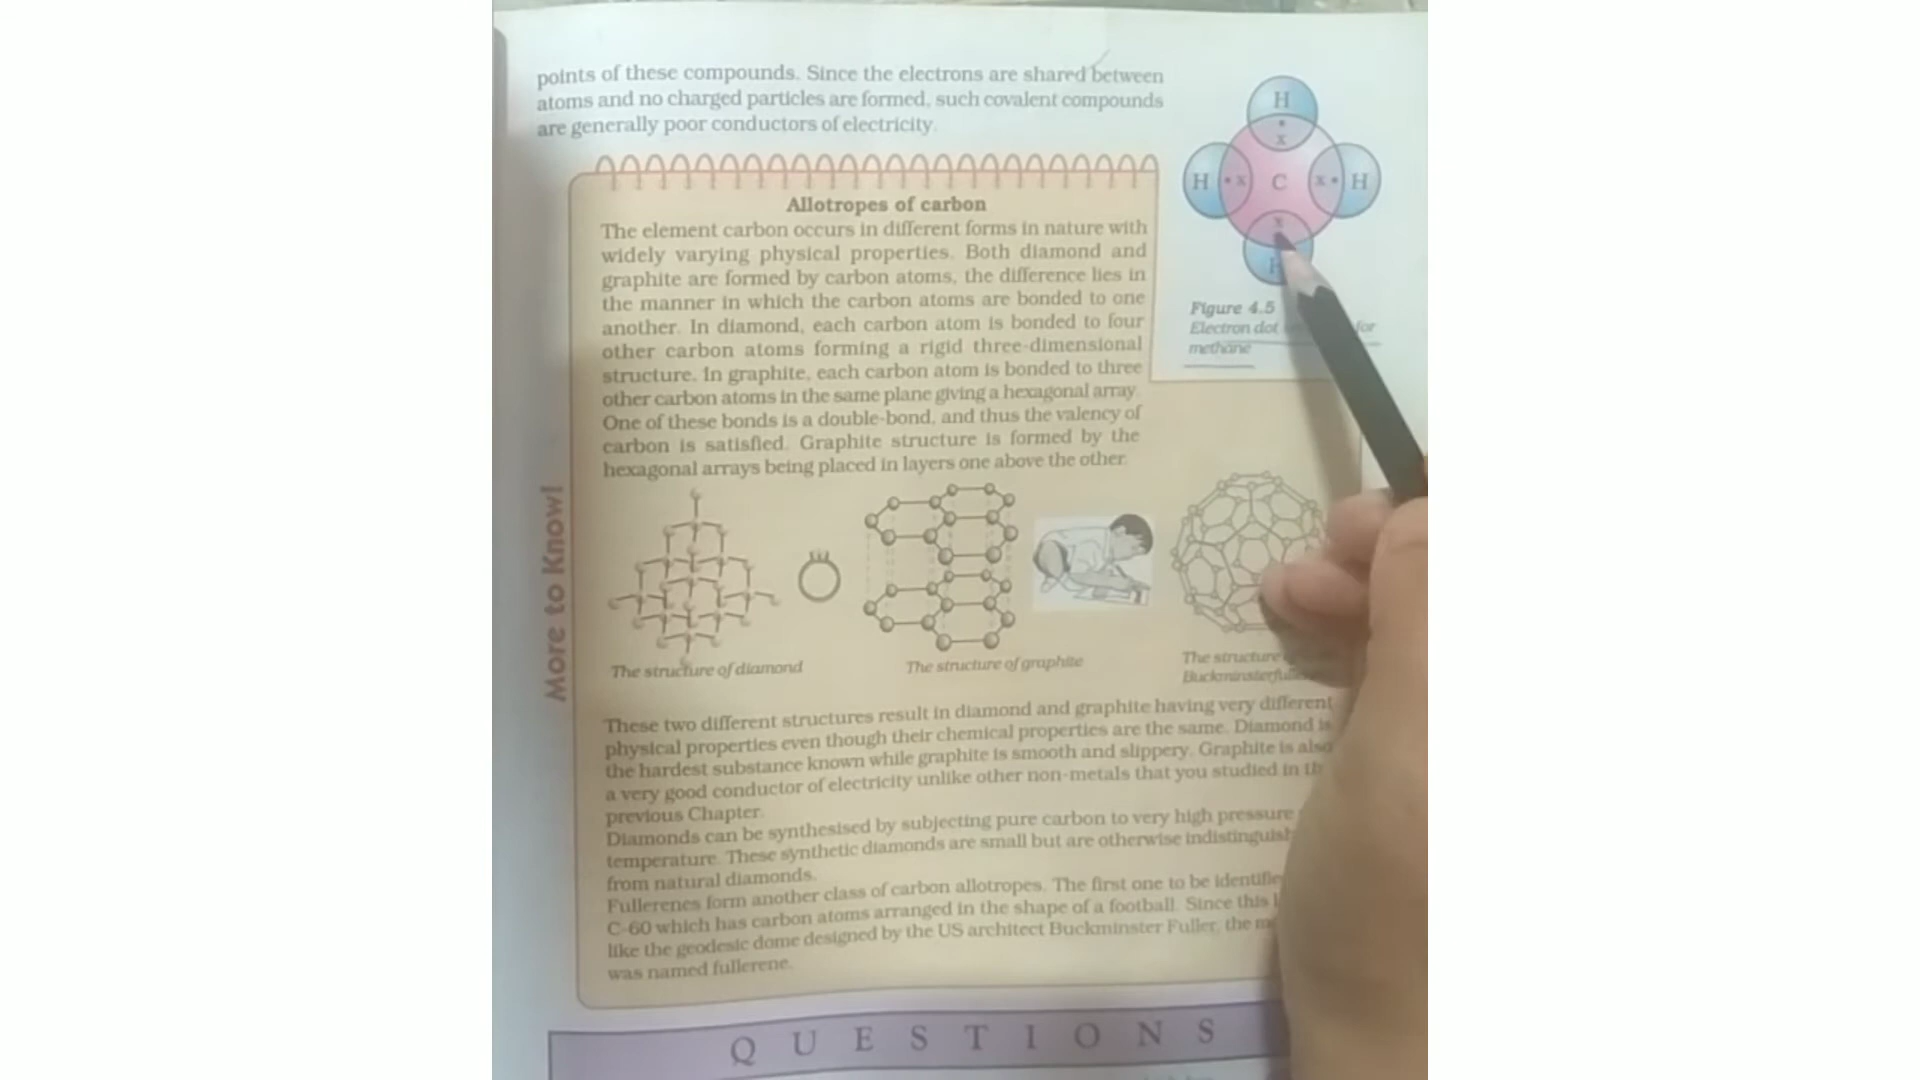 points of these compounds. Since the electrons are shared between
atoms and no charged particles are formed, such covalent compounds
are generally poor conductors of electricity.
H
H C H
x
x x
x
Figure 4.5
Electron dot for
methane
Allotropes of carbon
The element carbon occurs in different forms in nature with
widely varying physical properties. Both diamond and
graphite are formed by carbon atoms, the difference lies in
the manner in which the carbon atoms are bonded to one
another. In diamond, each carbon atom is bonded to four
other carbon atoms forming a rigid three-dimensional
structure. In graphite, each carbon atom is bonded to three
other carbon atoms in the same plane giving a hexagonal array.
One of these bonds is a double-bond, and thus the valency of
carbon is satisfied. Graphite structure is formed by the
hexagonal arrays being placed in layers one above the other.
More to Know!
The structure of diamond
The structure of graphite
The structure
These two different structures result in diamond and graphite having very different
physical properties even though their chemical properties are the same. Diamond is
the hardest substance known while graphite is smooth and slippery. Graphite is also
a very good conductor of electricity unlike other non-metals that you studied in
previous Chapter.
Diamonds can be synthesised by subjecting pure carbon to very high pressure
temperature. These synthetic diamonds are small but are otherwise
from natural diamonds.
Fullerenes form another class of carbon allotropes. The first one to be
C-60 which has carbon atoms arranged in the shape of a football. Since this
like the geodesic dome designed by the US architect Buckminster Fuller, the
was named fullerene.
QUESTIONS